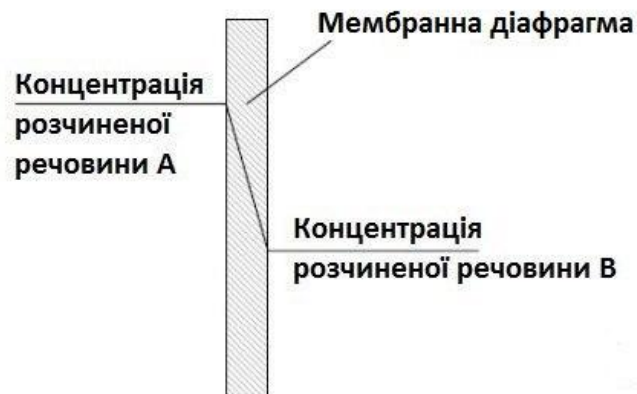 Мембранна діафрагма
Концентрація
розчиненої
речовини А
Концентрація
розчиненої речовини В